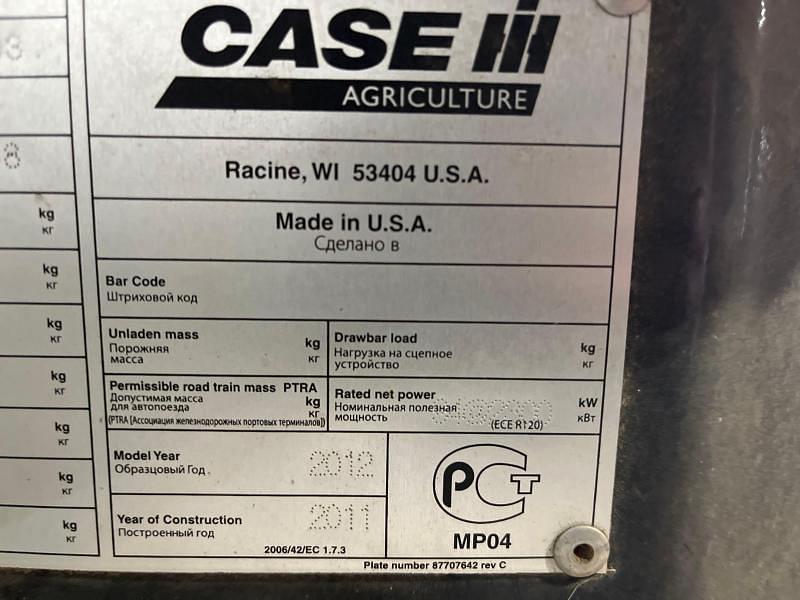 CASE IH
AGRICULTURE
Racine, WI 53404 U.S.A.
Made in U.S.A.
Сделано в
Bar Code
Штриховой код
8
kg
кг
kg
кг
kg
кг
kg
кг
kg
кг
kg
кг
kg
кг
Unladen mass
Порожняя
масса
kg
кг
Drawbar load
Нагрузка на сцепное
устройство
kg
кг
Permissible road train mass PTRA
Допустимая масса
для автопоезда
kg
кг
(PTRA [Ассоциация железнодорожных портовых терминалов])
Rated net power
Номинальная полезная
мощность
(ECE R120)
kW
кВт
Model Year
Образцовый Год
2012
Year of Construction
Построенный год
2011
2006/42/EC 1.7.3
РСТ
MP04
Plate number 87707642 rev C